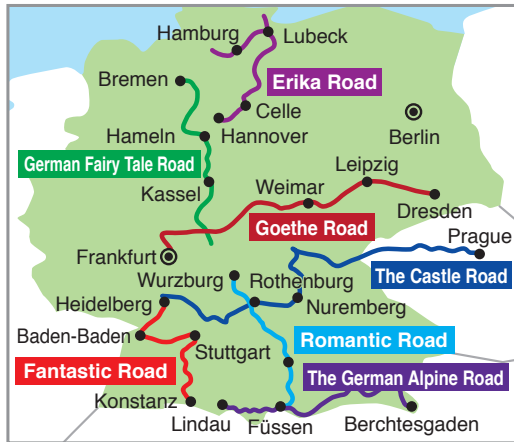 Hamburg
Lubeck
Bremen
Erika Road
Celle
Hameln
Hannover
Berlin
German Fairy Tale Road
Leipzig
Kassel
Weimar
Dresden
Goethe Road
Prague
Frankfurt
Wurzburg
Rothenburg
The Castle Road
Heidelberg
Nuremberg
Baden-Baden
Stuttgart
Romantic Road
Fantastic Road
The German Alpine Road
Konstanz
Lindau
Füssen
Berchtesgaden